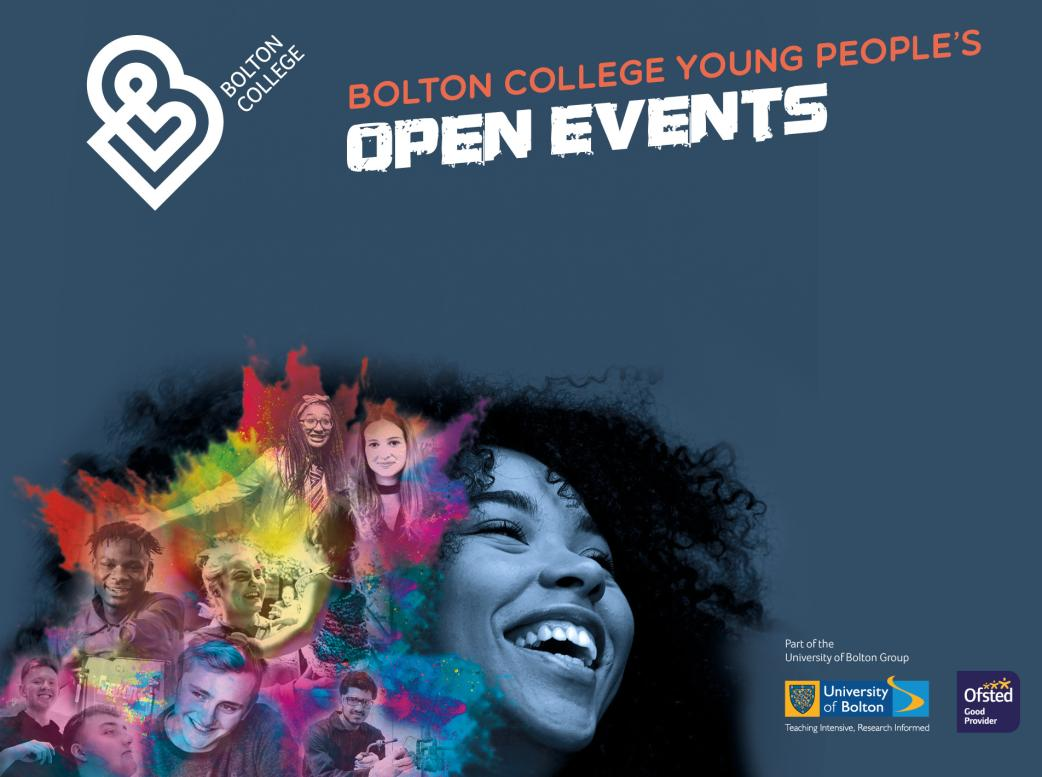 BOLTON
COLLEGE
BOLTON COLLEGE YOUNG PEOPLE'S
OPEN EVENTS
Part of the
University of Bolton Group
University
of Bolton
Teaching Intensive, Research Informed
Ofsted
Good
Provider